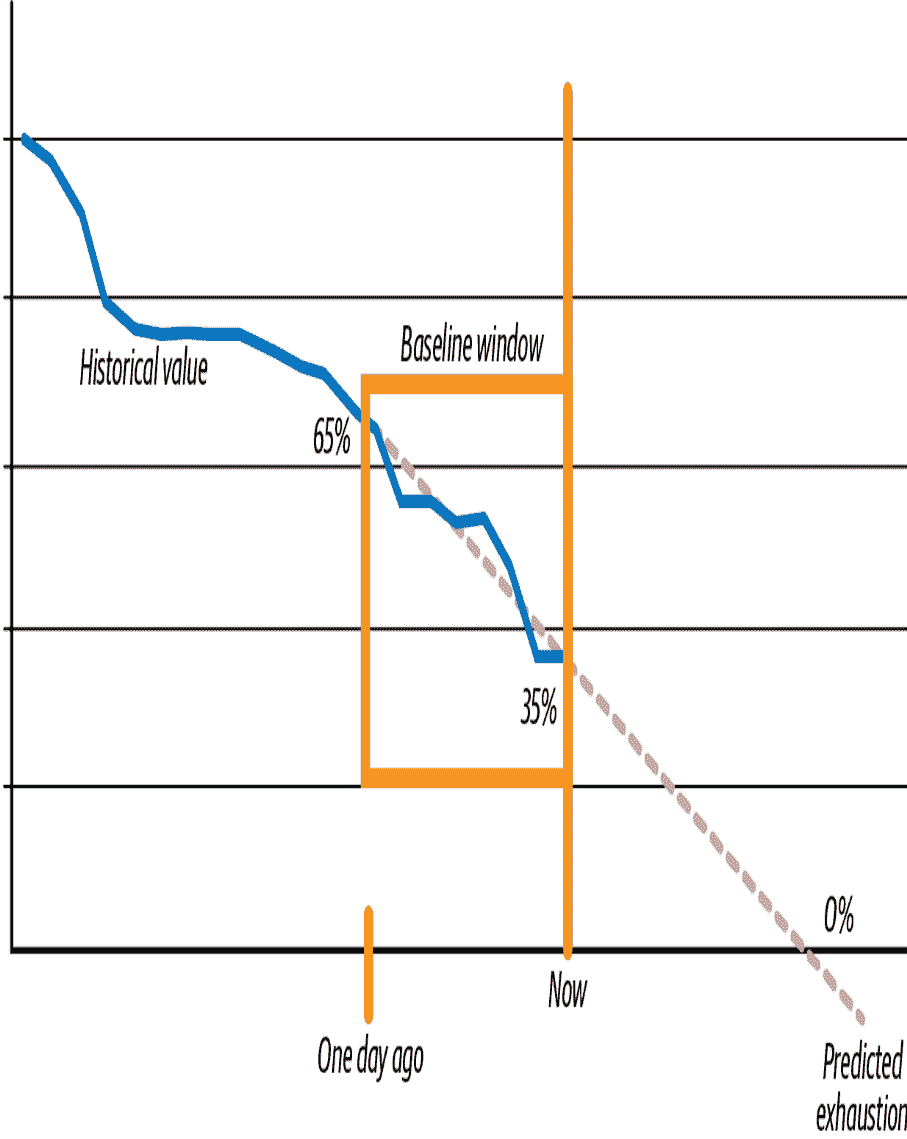 Baseline window
Historical value
65%
35%
0%
Now
One day ago
Predicted
exhaustion